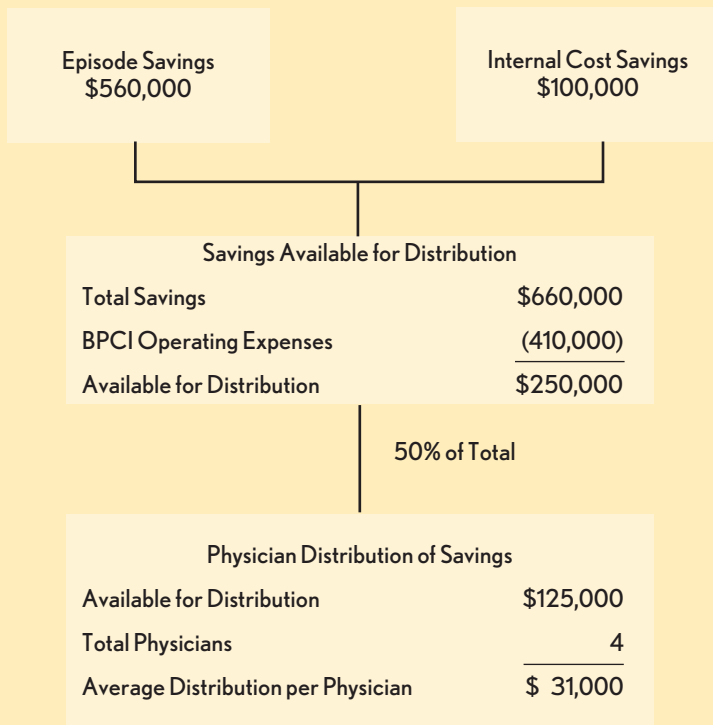 Episode Savings
$560,000
Internal Cost Savings
$100,000
Savings Available for Distribution
Total Savings $660,000
BPCI Operating Expenses (410,000)
Available for Distribution $250,000
50% of Total
Physician Distribution of Savings
Available for Distribution $125,000
Total Physicians 4
Average Distribution per Physician $ 31,000